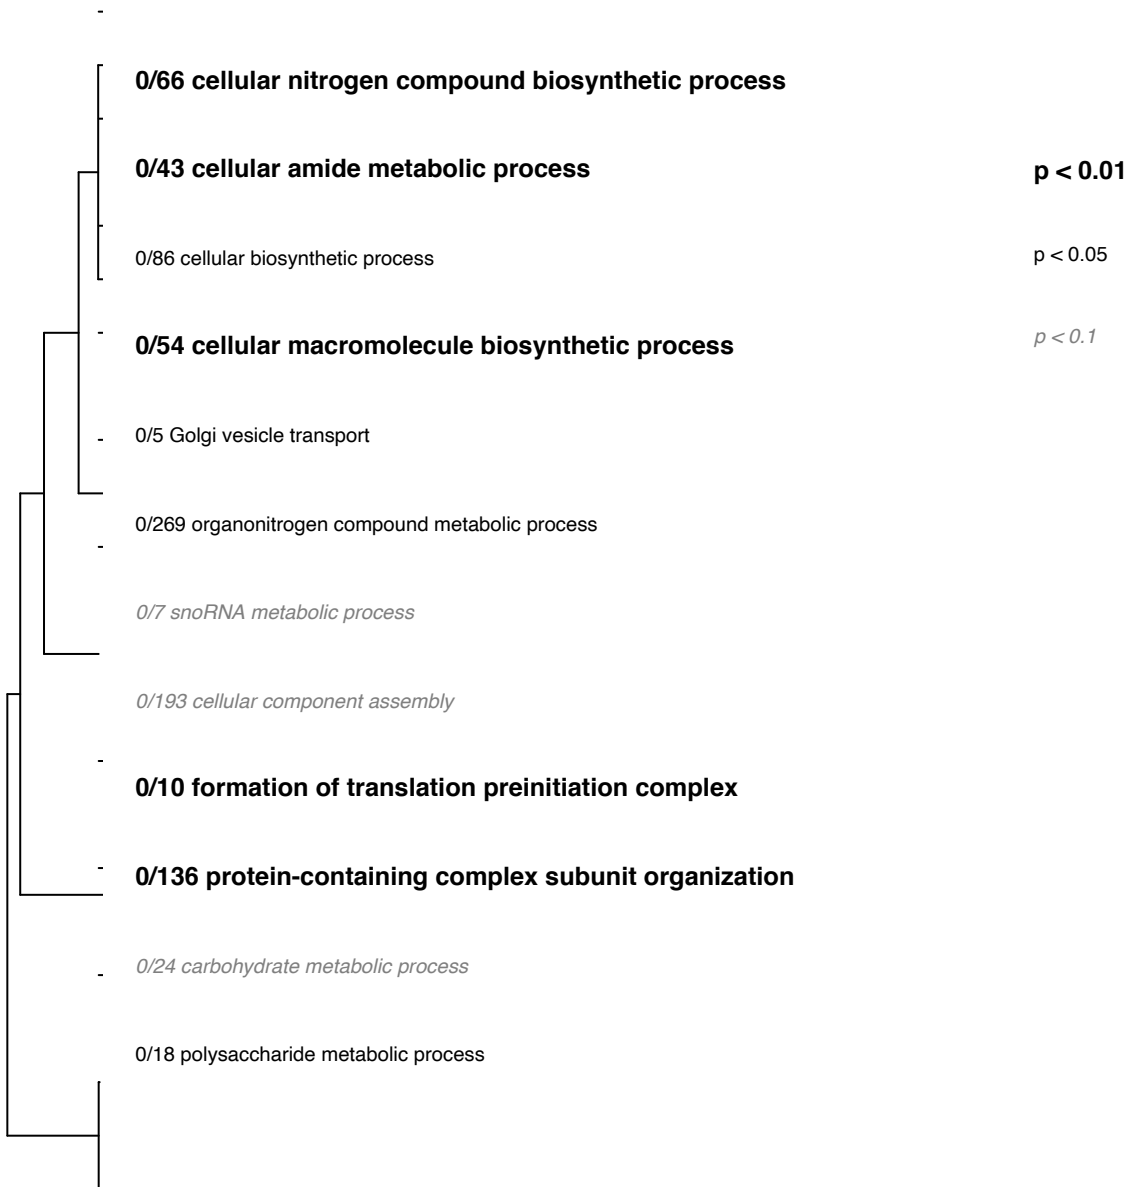 0/66 cellular nitrogen compound biosynthetic process
0/43 cellular amide metabolic process
p < 0.01
0/86 cellular biosynthetic process
p < 0.05
0/54 cellular macromolecule biosynthetic process
p < 0.1
0/5 Golgi vesicle transport
0/269 organonitrogen compound metabolic process
0/7 snoRNA metabolic process
0/193 cellular component assembly
0/10 formation of translation preinitiation complex
0/136 protein-containing complex subunit organization
0/24 carbohydrate metabolic process
0/18 polysaccharide metabolic process